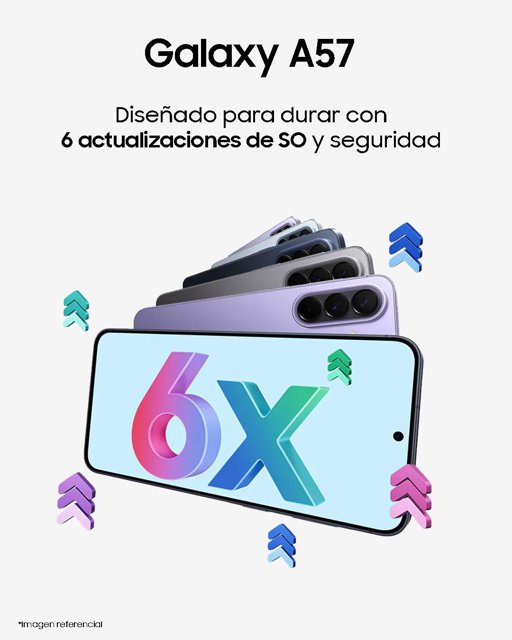 Galaxy A57
Diseñado para durar con
6 actualizaciones de SO y seguridad
6x
*Imagen referencial